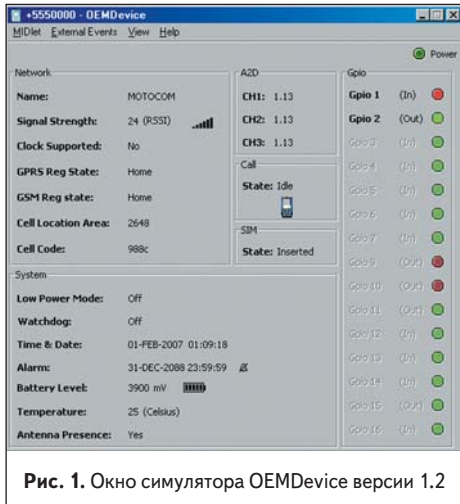 +5550000 - OEMDevice
MIDlet External Events View Help
Power
Network
Name: MOTOCOM
Signal Strength: 24 (RSSI)
Clock Supported: No
GPRS Reg State: Home
GSM Reg state: Home
Cell Location Area: 2648
Cell Code: 988c
A2D
CH1: 1.13
CH2: 1.13
CH3: 1.13
Call
State: Idle
SIM
State: Inserted
Gpio
Gpio 1 (In)
Gpio 2 (Out)
Gpio 3 (In)
Gpio 4 (In)
Gpio 5 (In)
Gpio 6 (In)
Gpio 7 (In)
Gpio 9 (Out)
Gpio 10 (Out)
Gpio 11 (Out)
Gpio 12 (In)
Gpio 13 (In)
Gpio 14 (In)
Gpio 15 (Out)
Gpio 16 (In)
System
Low Power Mode: Off
Watchdog: Off
Time & Date: 01-FEB-2007 01:09:18
Alarm: 31-DEC-2088 23:59:59
Battery Level: 3900 mV
Temperature: 25 (Celsius)
Antenna Presence: Yes
Рис. 1. Окно симулятора OEMDevice версии 1.2